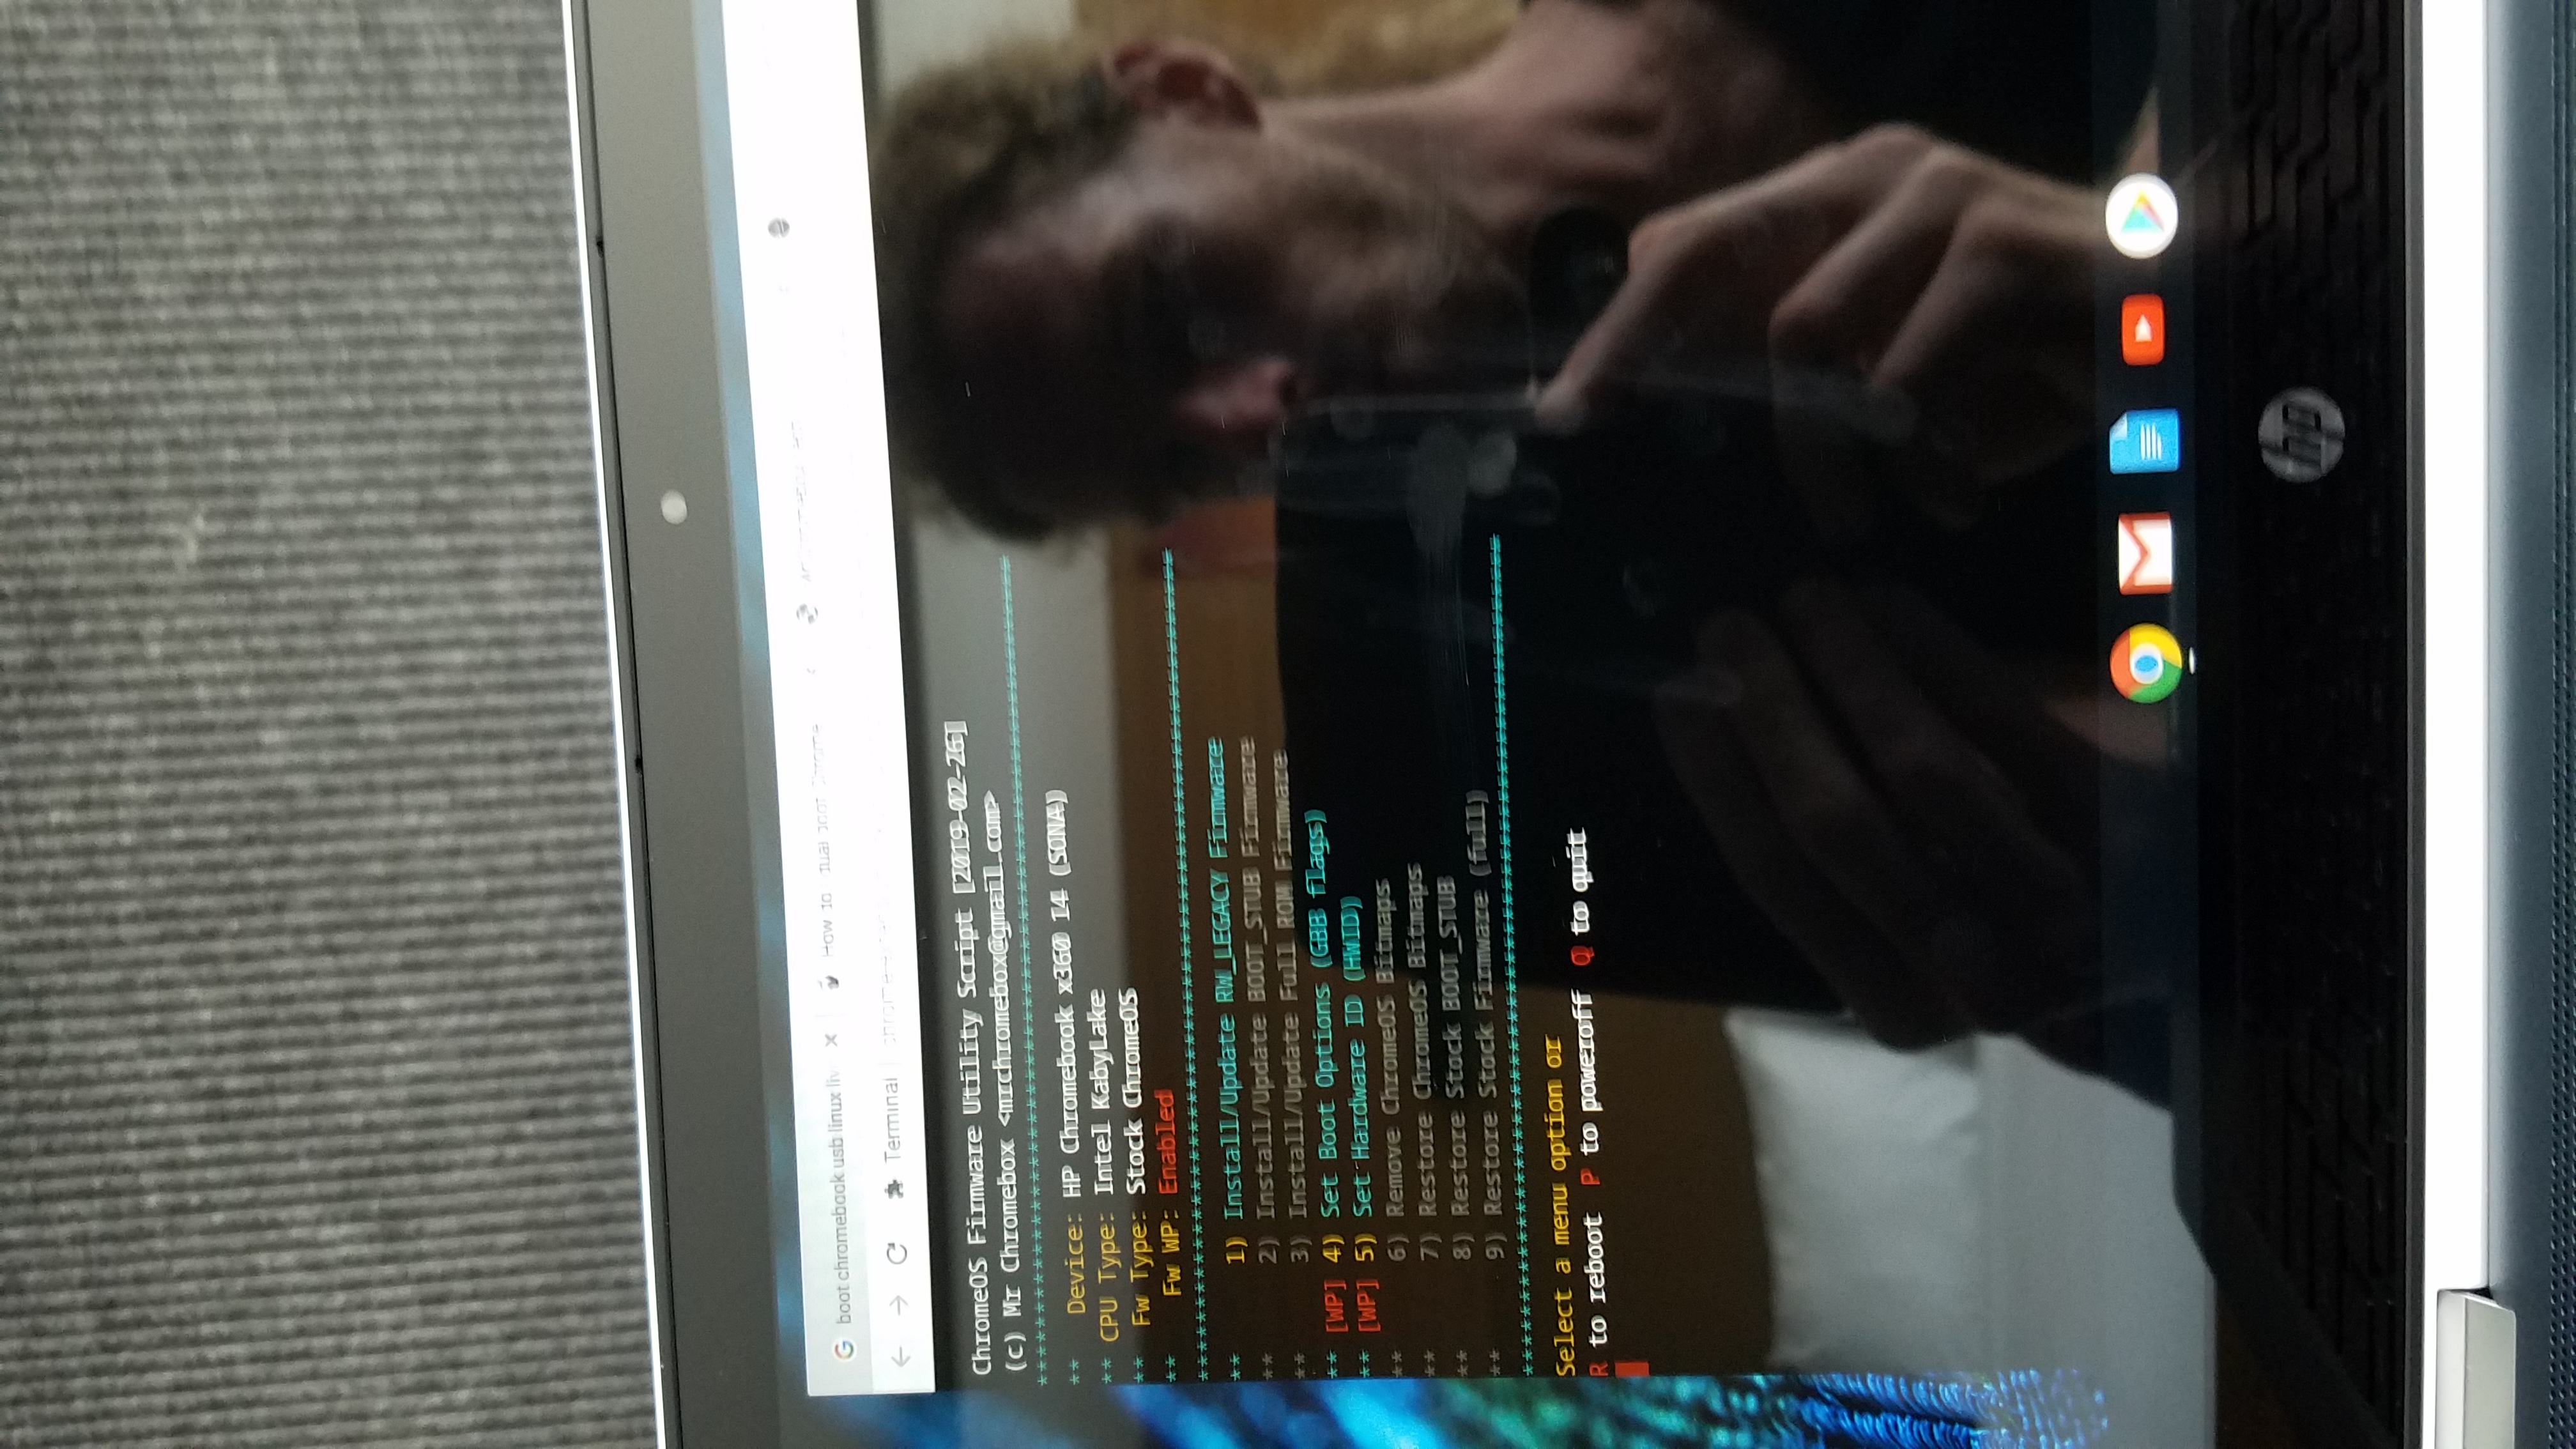 boot chromebook usb linux liv
How to dual boot Chrome
Terminal
ChromeOS Firmware Utility Script [2019-02-26]
(c) Mr Chromebox <mrchromebox@gmail.com>
*********************************************************
** Device: HP Chromebook x360 14 (SONA)
** CPU Type: Intel KabyLake
** Fw Type: Stock ChromeOS
** Fw WP: Enabled
*********************************************************
** 1) Install/Update RW_LEGACY Firmware
** 2) Install/Update BOOT_STUB Firmware
** 3) Install/Update Full ROM Firmware
** [WP] 4) Set Boot Options (GBB flags)
** [WP] 5) Set Hardware ID (HWID)
** 6) Remove ChromeOS Bitmaps
** 7) Restore ChromeOS Bitmaps
** 8) Restore Stock BOOT_STUB
** 9) Restore Stock Firmware (full)
*********************************************************
Select a menu option or
R to reboot P to poweroff Q to quit
hp